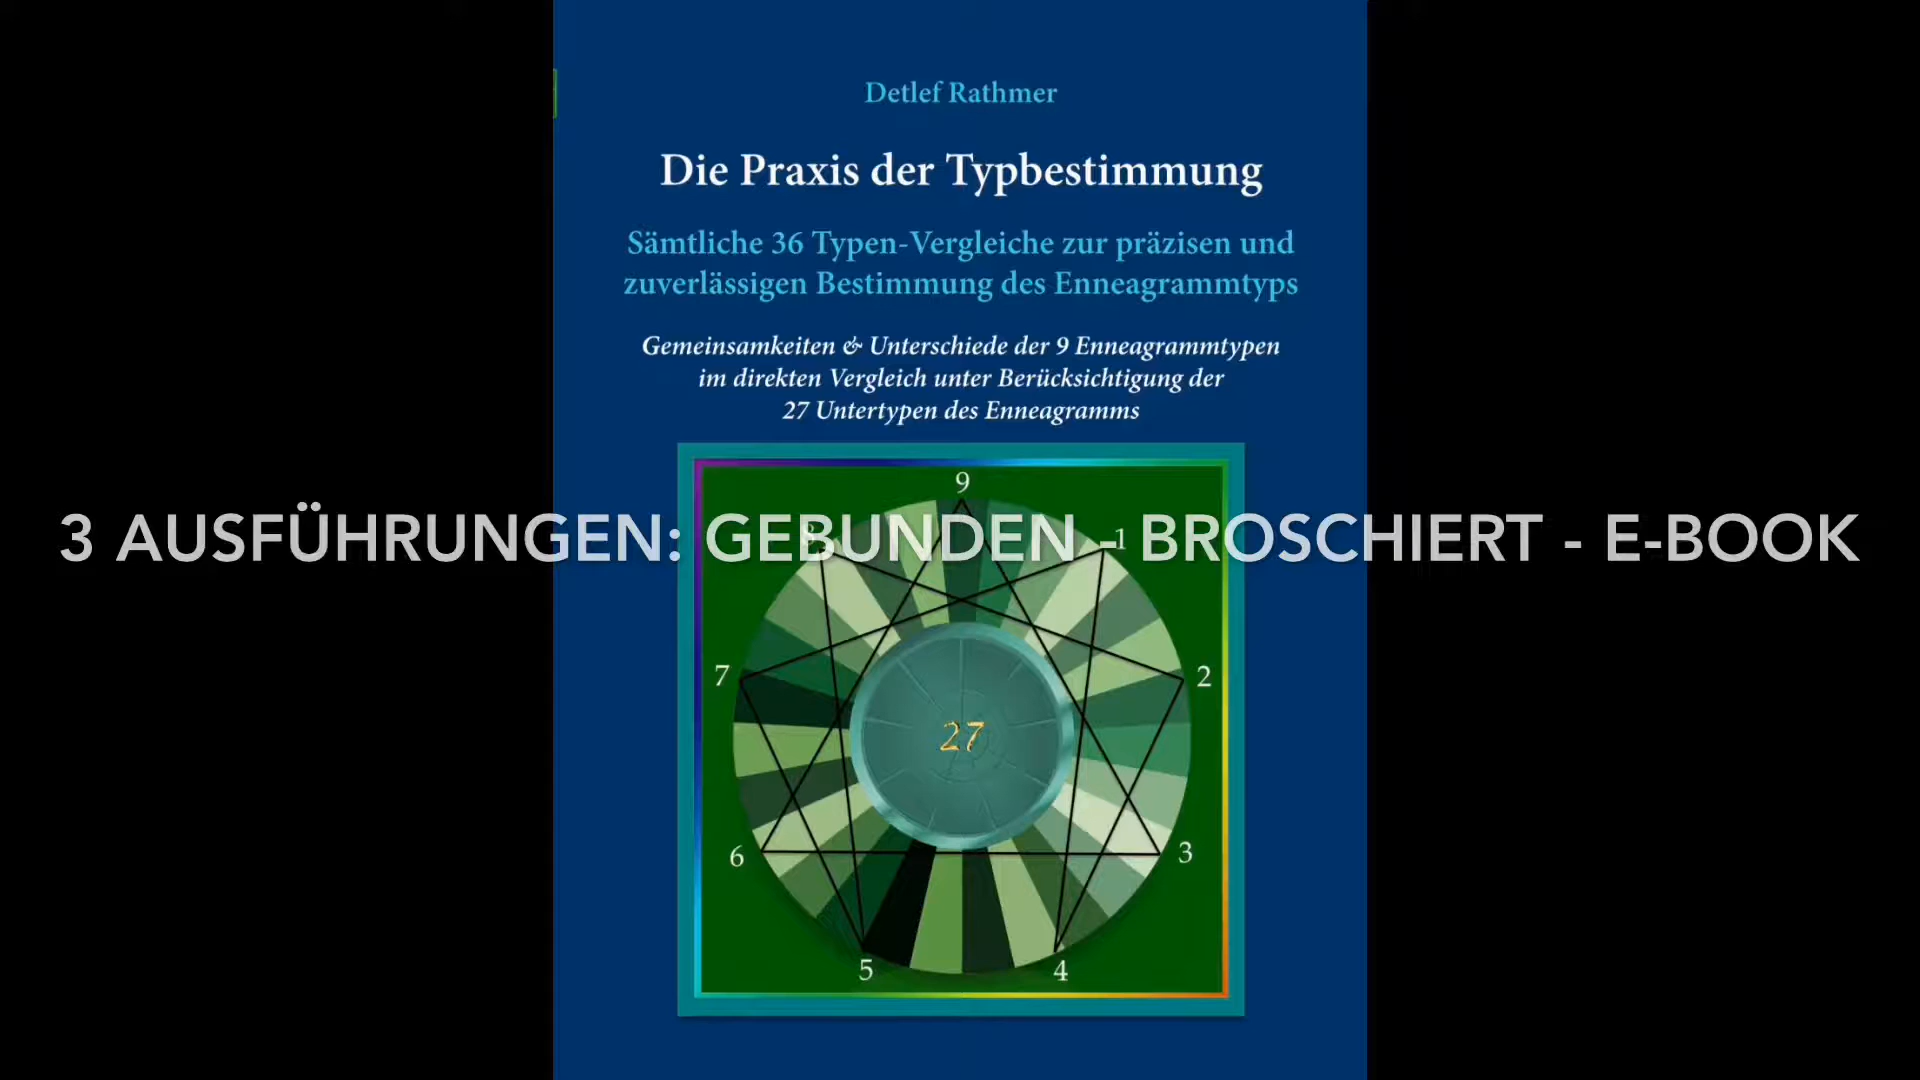 Detlef Rathmer
Die Praxis der Typbestimmung
Sämtliche 36 Typen-Vergleiche zur präzisen und
zuverlässigen Bestimmung des Enneagrammtyps
Gemeinsamkeiten & Unterschiede der 9 Enneagrammtypen
im direkten Vergleich unter Berücksichtigung der
27 Untertypen des Enneagramms
9
8
1
3 AUSFÜHRUNGEN: GEBUNDEN - BROSCHIERT - E-BOOK
7
2
27
6
3
5
4